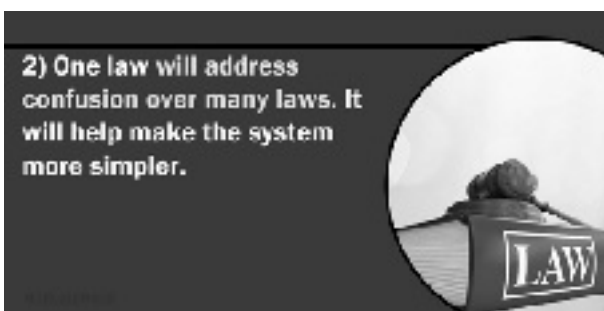 2) One law will address
confusion over many laws. It
will help make the system
more simpler.
LAW